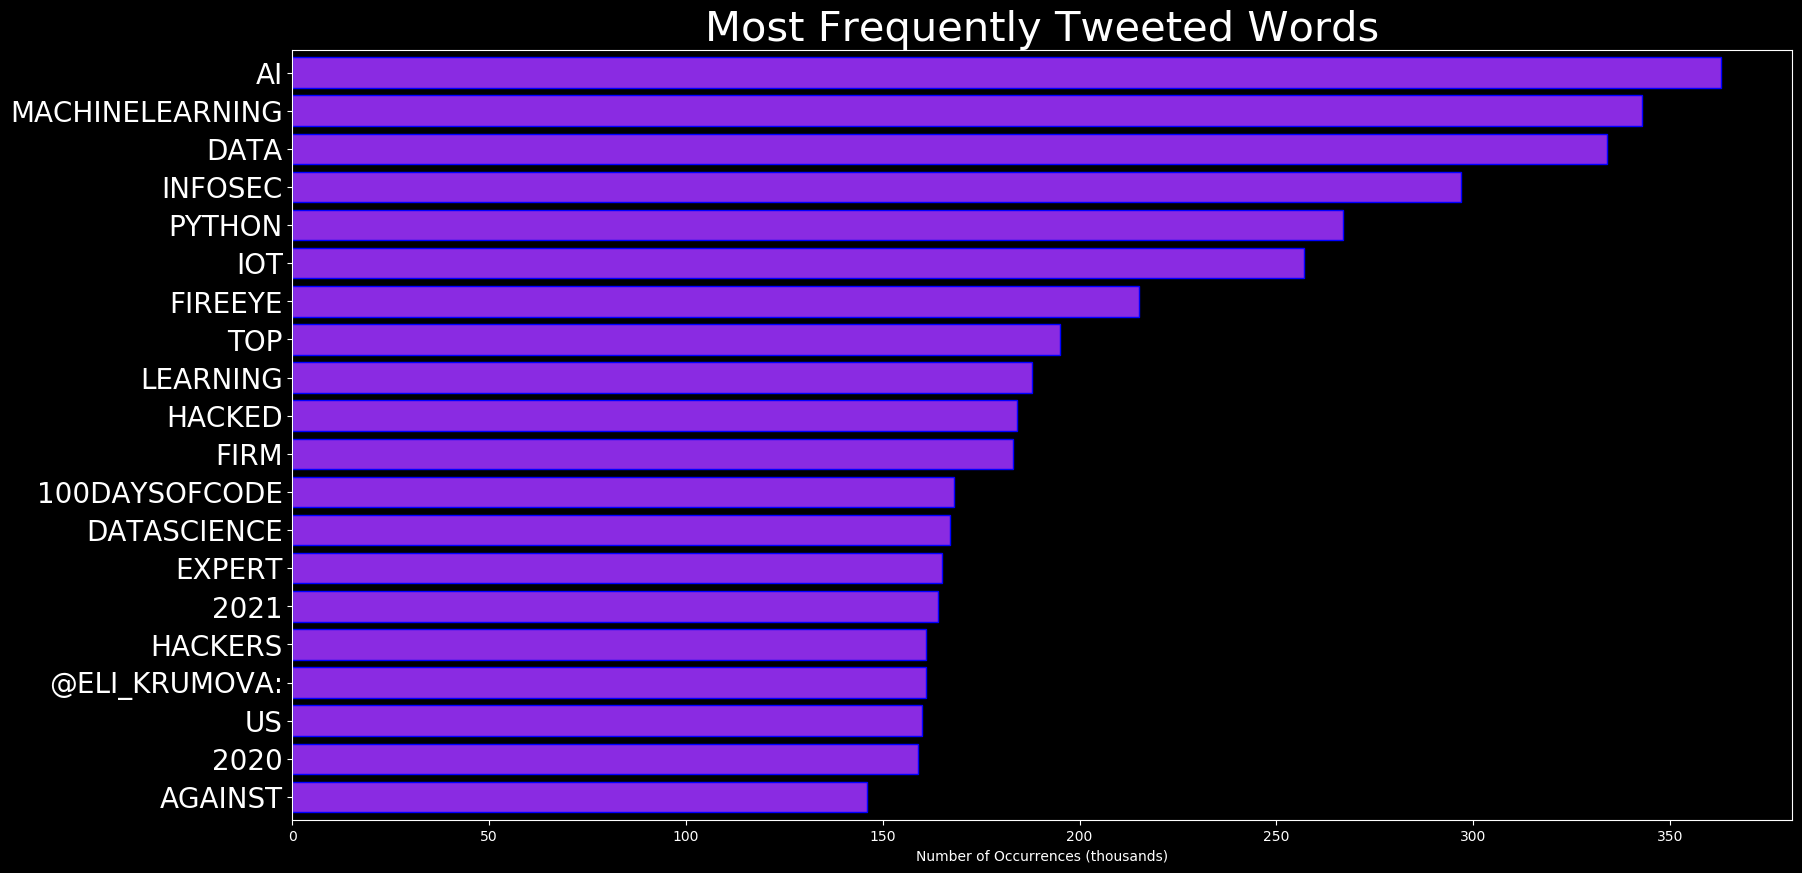 Most Frequently Tweeted Words
AI
MACHINELEARNING
DATA
INFOSEC
PYTHON
IOT
FIREEYE
TOP
LEARNING
HACKED
FIRM
100DAYSOFCODE
DATASCIENCE
EXPERT
2021
HACKERS
@ELI_KRUMOVA:
US
2020
AGAINST
0 50 100 150 200 250 300 350
Number of Occurrences (thousands)